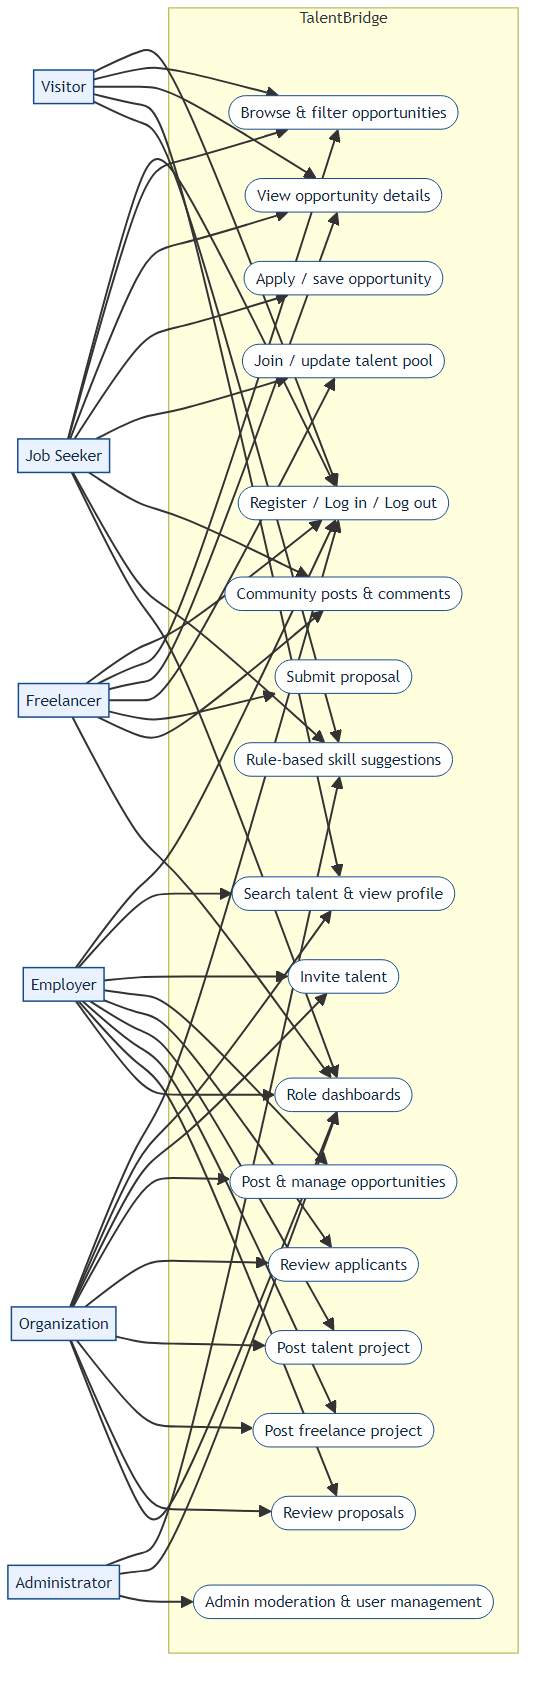 TalentBridge
Visitor
Browse & filter opportunities
View opportunity details
Apply / save opportunity
Join / update talent pool
Job Seeker
Register / Log in / Log out
Community posts & comments
Submit proposal
Freelancer
Rule-based skill suggestions
Search talent & view profile
Invite talent
Employer
Role dashboards
Post & manage opportunities
Review applicants
Organization
Post talent project
Post freelance project
Review proposals
Administrator
Admin moderation & user management